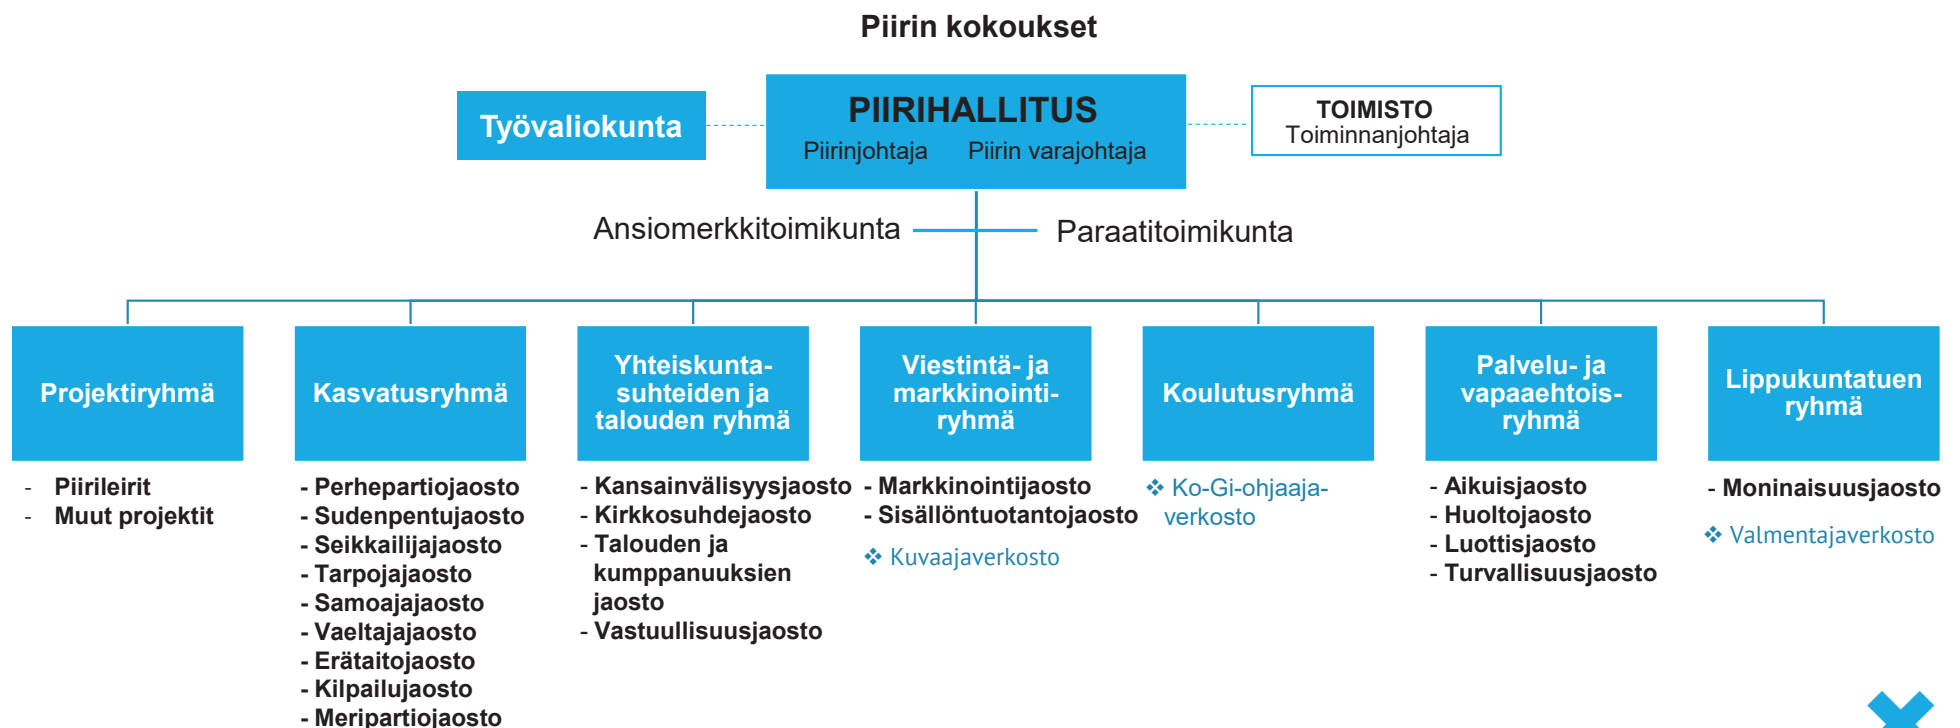 Piirin kokoukset
Työvaliokunta
PIIRIHALLITUS
Piirinjohtaja Piirin varajohtaja
TOIMISTO
Toiminnanjohtaja
Ansiomerkkitoimikunta
Paraatitoimikunta
Projektiryhmä
- Piirileirit
- Muut projektit
Kasvatusryhmä
- Perhepartiojaosto
- Sudenpentujaosto
- Seikkailijajaosto
- Tarpojajaosto
- Samoajajaosto
- Vaeltajajaosto
- Erätaitojaosto
- Kilpailujaosto
- Meripartiojaosto
Yhteiskunta-
suhteiden ja
talouden ryhmä
- Kansainvälisyysjaosto
- Kirkkosuhdejaosto
- Talouden ja
kumppanuuksien
jaosto
- Vastuullisuusjaosto
Viestintä- ja
markkinointi-
ryhmä
- Markkinointijaosto
- Sisällöntuotantojaosto
❖ Kuvaajaverkosto
Koulutusryhmä
❖ Ko-Gi-ohjaaja-
verkosto
Palvelu- ja
vapaaehtois-
ryhmä
- Aikuisjaosto
- Huoltojaosto
- Luottisjaosto
- Turvallisuusjaosto
Lippukuntatuen
ryhmä
- Moninaisuusjaosto
❖ Valmentajaverkosto